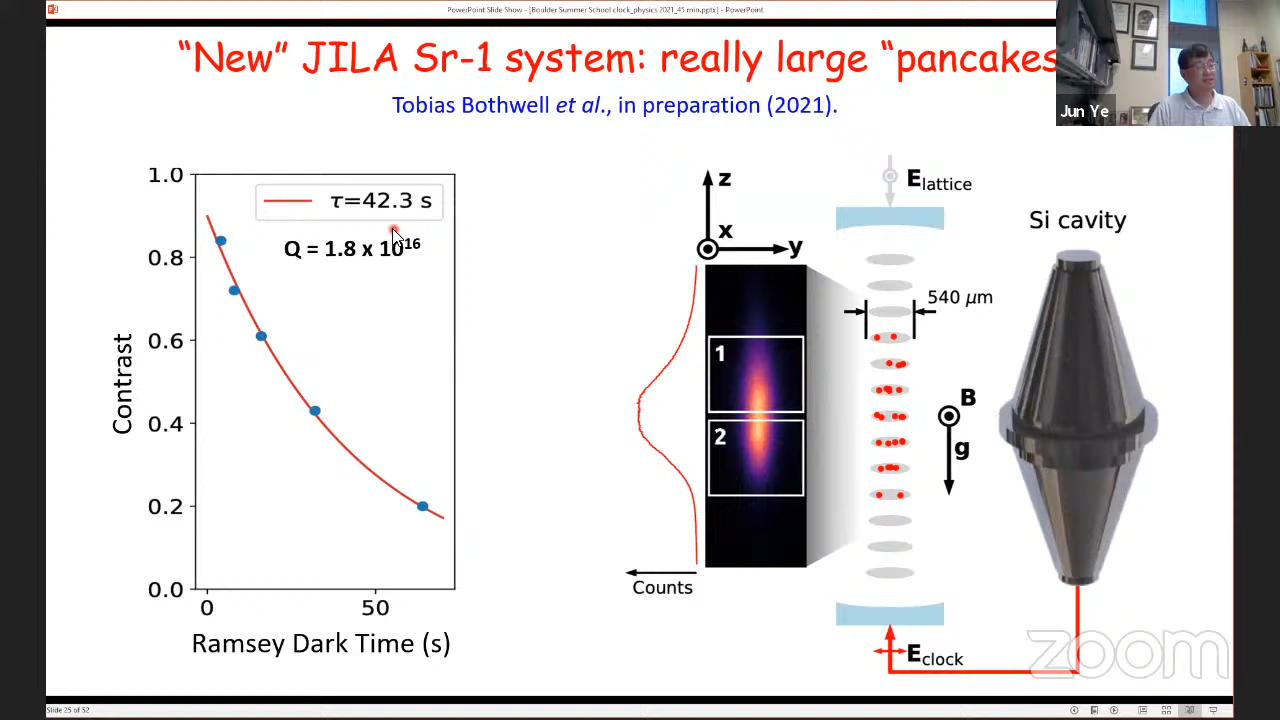 PowerPoint Slide Show - [Boulder Summer School clock_physics 2021_45 min.pptx] - PowerPoint
“New” JILA Sr-1 system: really large “pancakes
Tobias Bothwell et al., in preparation (2021).
Jun Ye
1.0
0.8
0.6
0.4
0.2
0.0
0
50
Contrast
Ramsey Dark Time (s)
τ=42.3 s
Q = 1.8 x 10^16
z
x
y
1
2
Counts
E_lattice
540 μm
B
g
E_clock
Si cavity
zoom
Slide 25 of 52